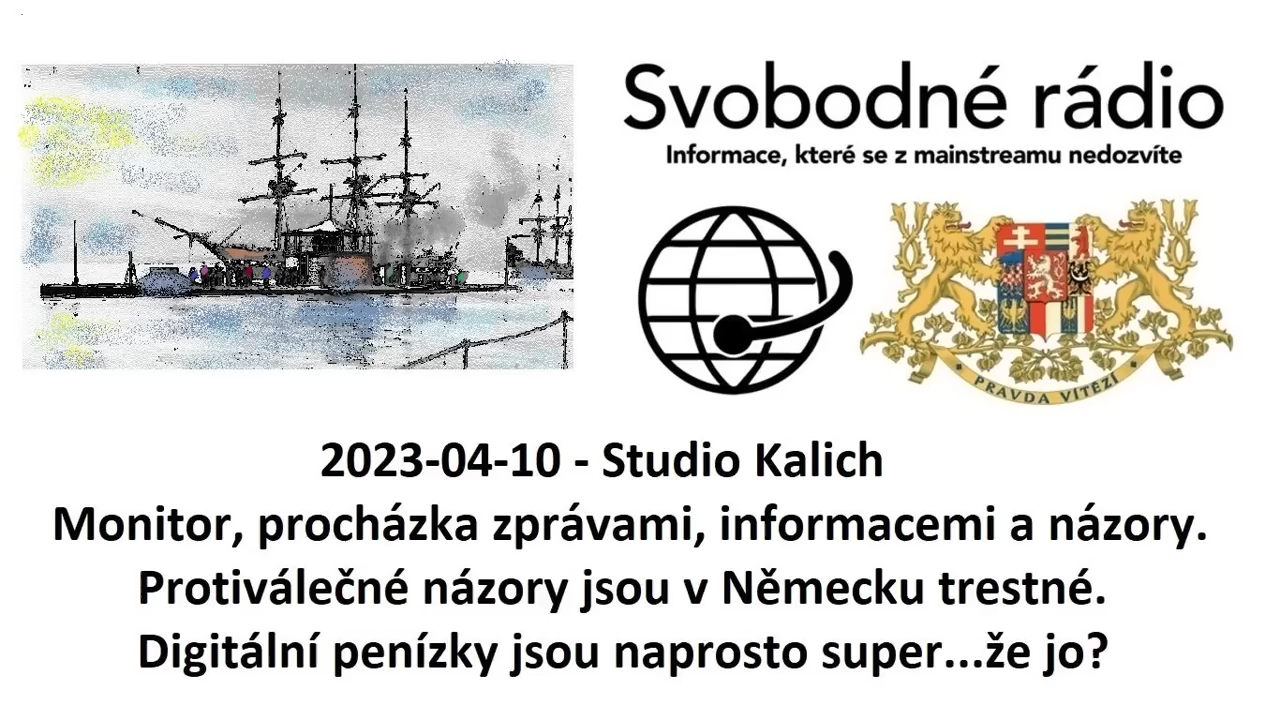 Svobodné rádio
Informace, které se z mainstreamu nedozvíte
PRAVDA VÍTĚZÍ
2023-04-10 - Studio Kalich
Monitor, procházka zprávami, informacemi a názory.
Protiválečné názory jsou v Německu trestné.
Digitální penízky jsou naprosto super...že jo?